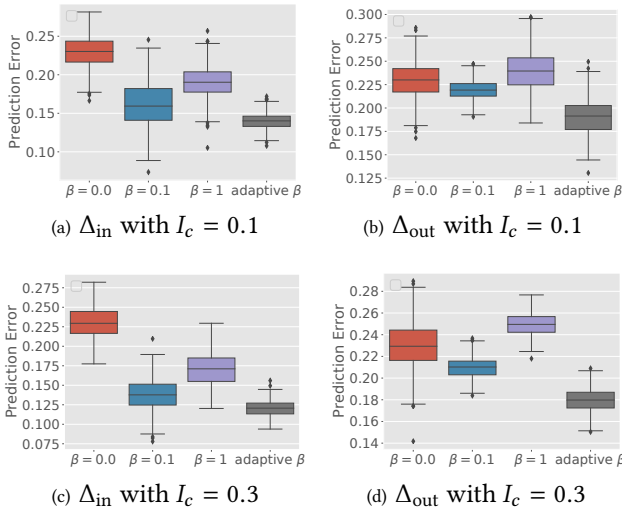 Prediction Error
0.25
0.20
0.15
0.10
β = 0.0 β = 0.1 β = 1 adaptive β
(a) Δin with Ic = 0.1
Prediction Error
0.300
0.275
0.250
0.225
0.200
0.175
0.150
0.125
β = 0.0 β = 0.1 β = 1 adaptive β
(b) Δout with Ic = 0.1
Prediction Error
0.275
0.250
0.225
0.200
0.175
0.150
0.125
0.100
0.075
β = 0.0 β = 0.1 β = 1 adaptive β
(c) Δin with Ic = 0.3
Prediction Error
0.28
0.26
0.24
0.22
0.20
0.18
0.16
0.14
β = 0.0 β = 0.1 β = 1 adaptive β
(d) Δout with Ic = 0.3